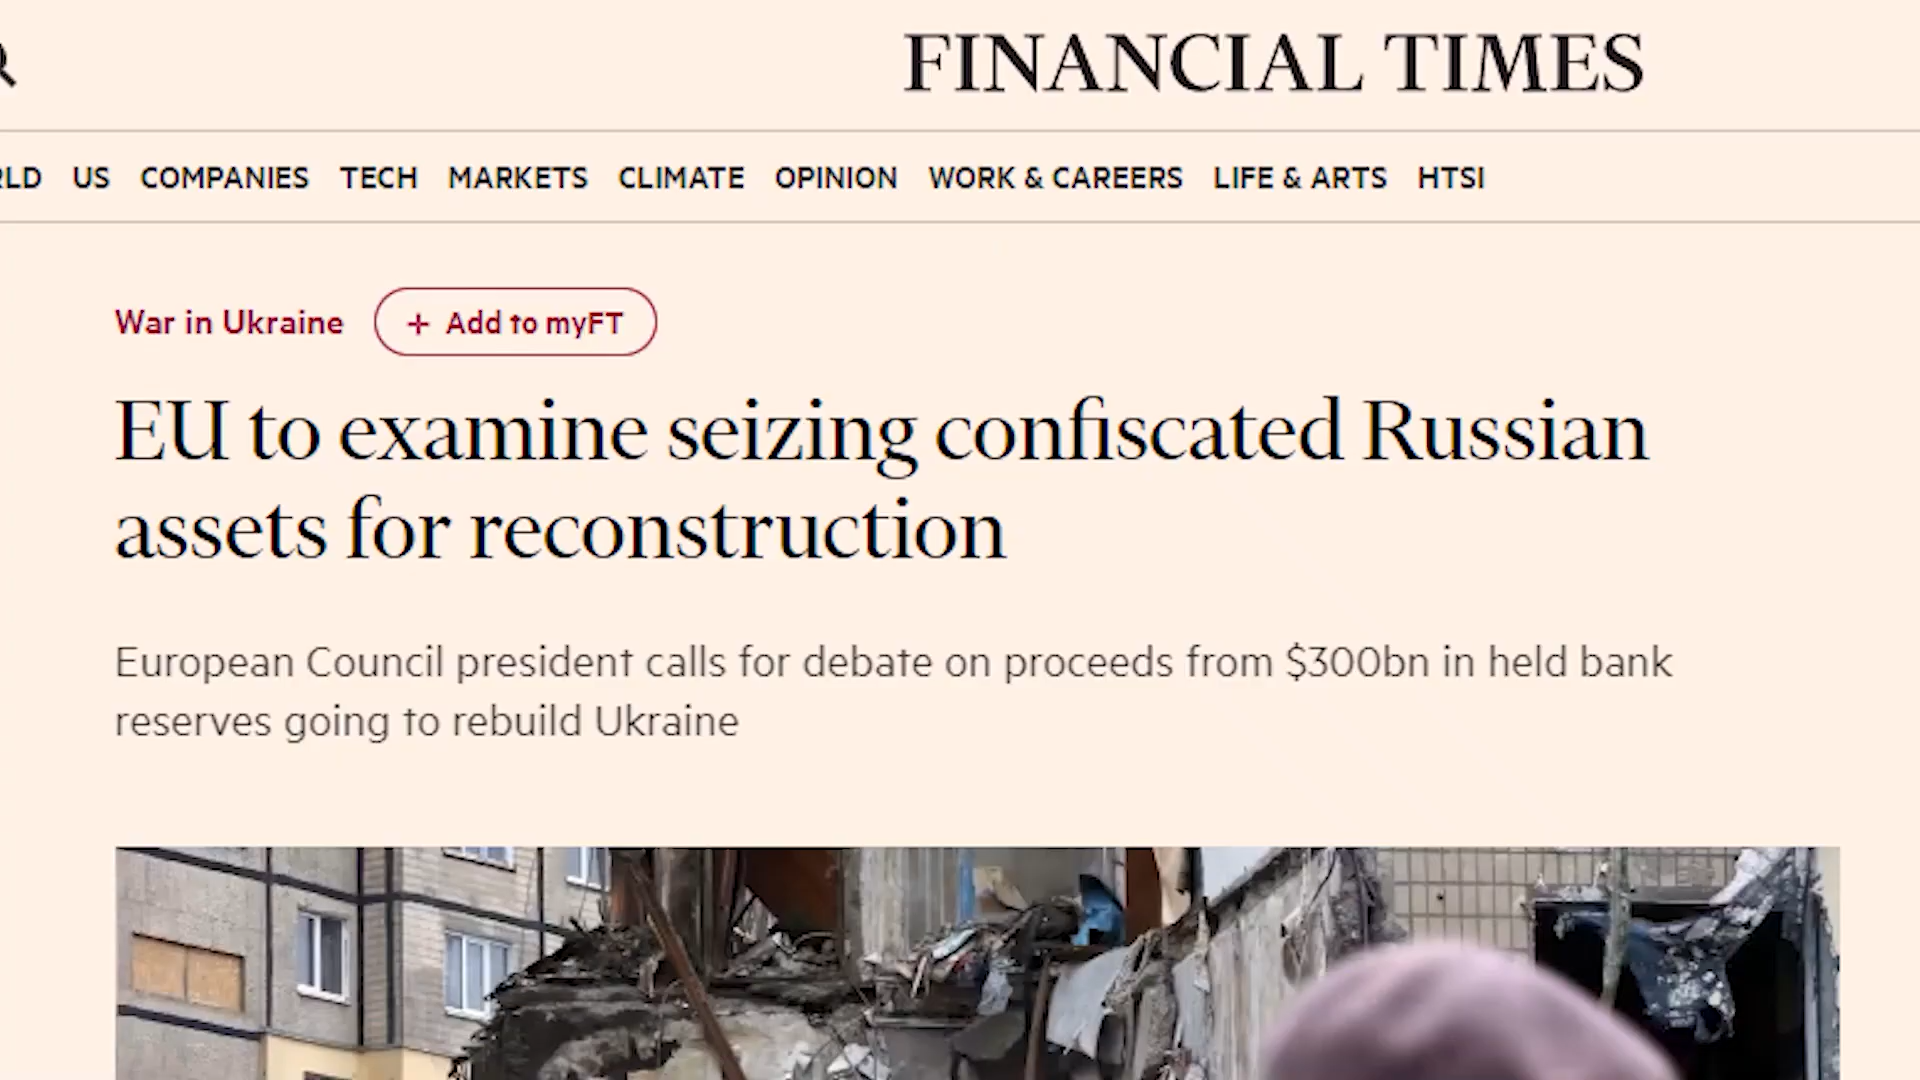 FINANCIAL TIMES
US COMPANIES TECH MARKETS CLIMATE OPINION WORK & CAREERS LIFE & ARTS HTSI
War in Ukraine + Add to myFT
EU to examine seizing confiscated Russian
assets for reconstruction
European Council president calls for debate on proceeds from $300bn in held bank
reserves going to rebuild Ukraine